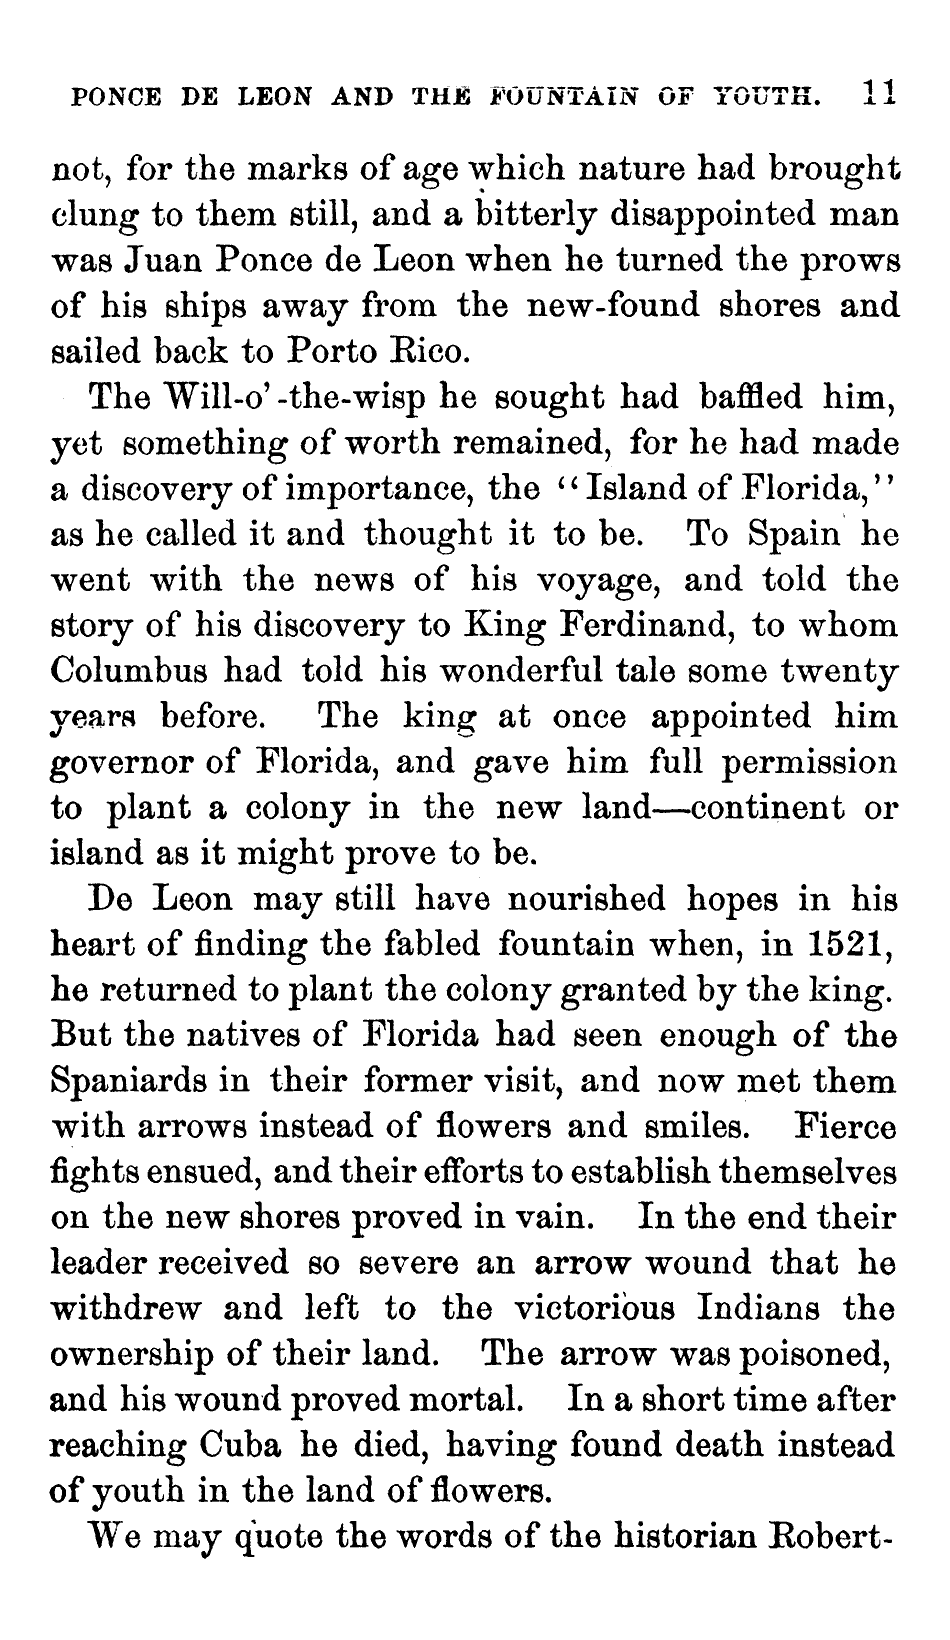 PONCE DE LEON AND THE FOUNTAIN OF YOUTH. 11
not, for the marks of age which nature had brought
clung to them still, and a bitterly disappointed man
was Juan Ponce de Leon when he turned the prows
of his ships away from the new-found shores and
sailed back to Porto Rico.
The Will-o'-the-wisp he sought had baffled him,
yet something of worth remained, for he had made
a discovery of importance, the "Island of Florida,"
as he called it and thought it to be. To Spain he
went with the news of his voyage, and told the
story of his discovery to King Ferdinand, to whom
Columbus had told his wonderful tale some twenty
years before. The king at once appointed him
governor of Florida, and gave him full permission
to plant a colony in the new land—continent or
island as it might prove to be.
De Leon may still have nourished hopes in his
heart of finding the fabled fountain when, in 1521,
he returned to plant the colony granted by the king.
But the natives of Florida had seen enough of the
Spaniards in their former visit, and now met them
with arrows instead of flowers and smiles. Fierce
fights ensued, and their efforts to establish themselves
on the new shores proved in vain. In the end their
leader received so severe an arrow wound that he
withdrew and left to the victorious Indians the
ownership of their land. The arrow was poisoned,
and his wound proved mortal. In a short time after
reaching Cuba he died, having found death instead
of youth in the land of flowers.
We may quote the words of the historian Robert-